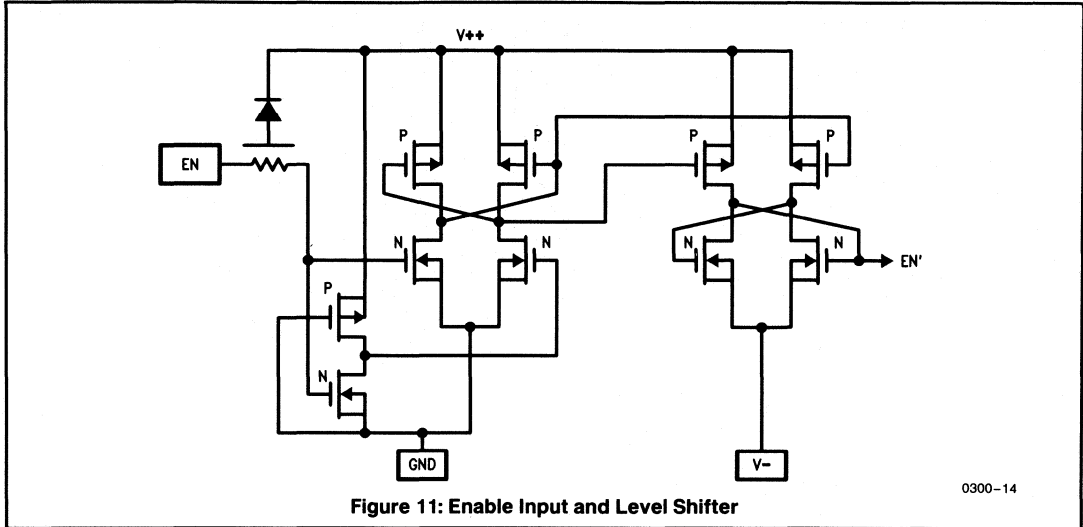 V++
P P P P
EN
N N N N EN'
P
N
GND V-
0300-14
Figure 11: Enable Input and Level Shifter